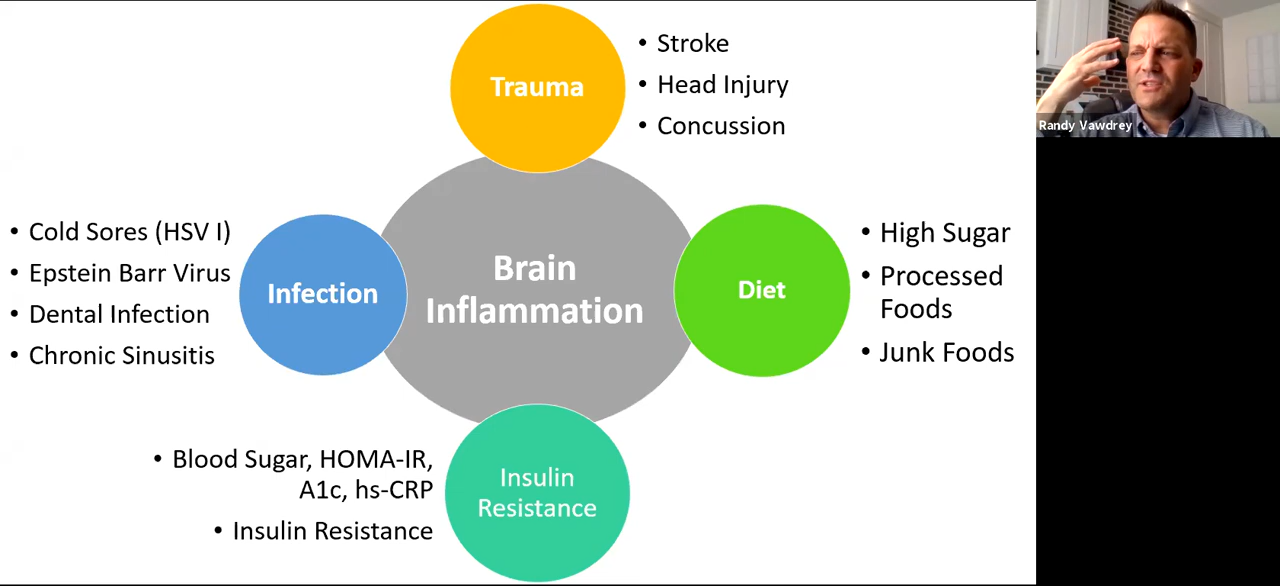 Trauma
• Stroke
• Head Injury
• Concussion
Randy Vawdrey
• Cold Sores (HSV I)
• Epstein Barr Virus
• Dental Infection
• Chronic Sinusitis
Infection
Brain
Inflammation
Diet
• High Sugar
• Processed
Foods
• Junk Foods
• Blood Sugar, HOMA-IR,
A1c, hs-CRP
• Insulin Resistance
Insulin
Resistance